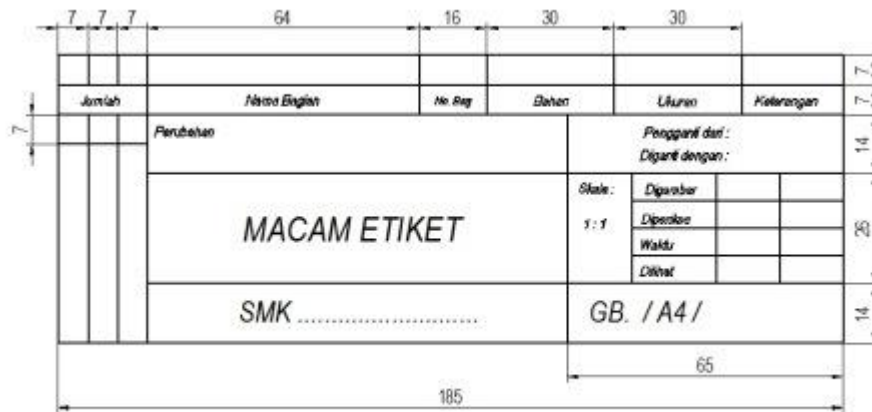 7 7 7 64 16 30 30
7
Jumlah Nama Bagian No. Bag Bahan Ukuran Keterangan 7
7 Perubahan Pengganti dari :
Diganti dengan :
14
MACAM ETIKET
Skala :
1 : 1
Digambar
Diperiksa
Waktu
Dilihat
26
SMK ............................
GB. / A4 /
14
65
185